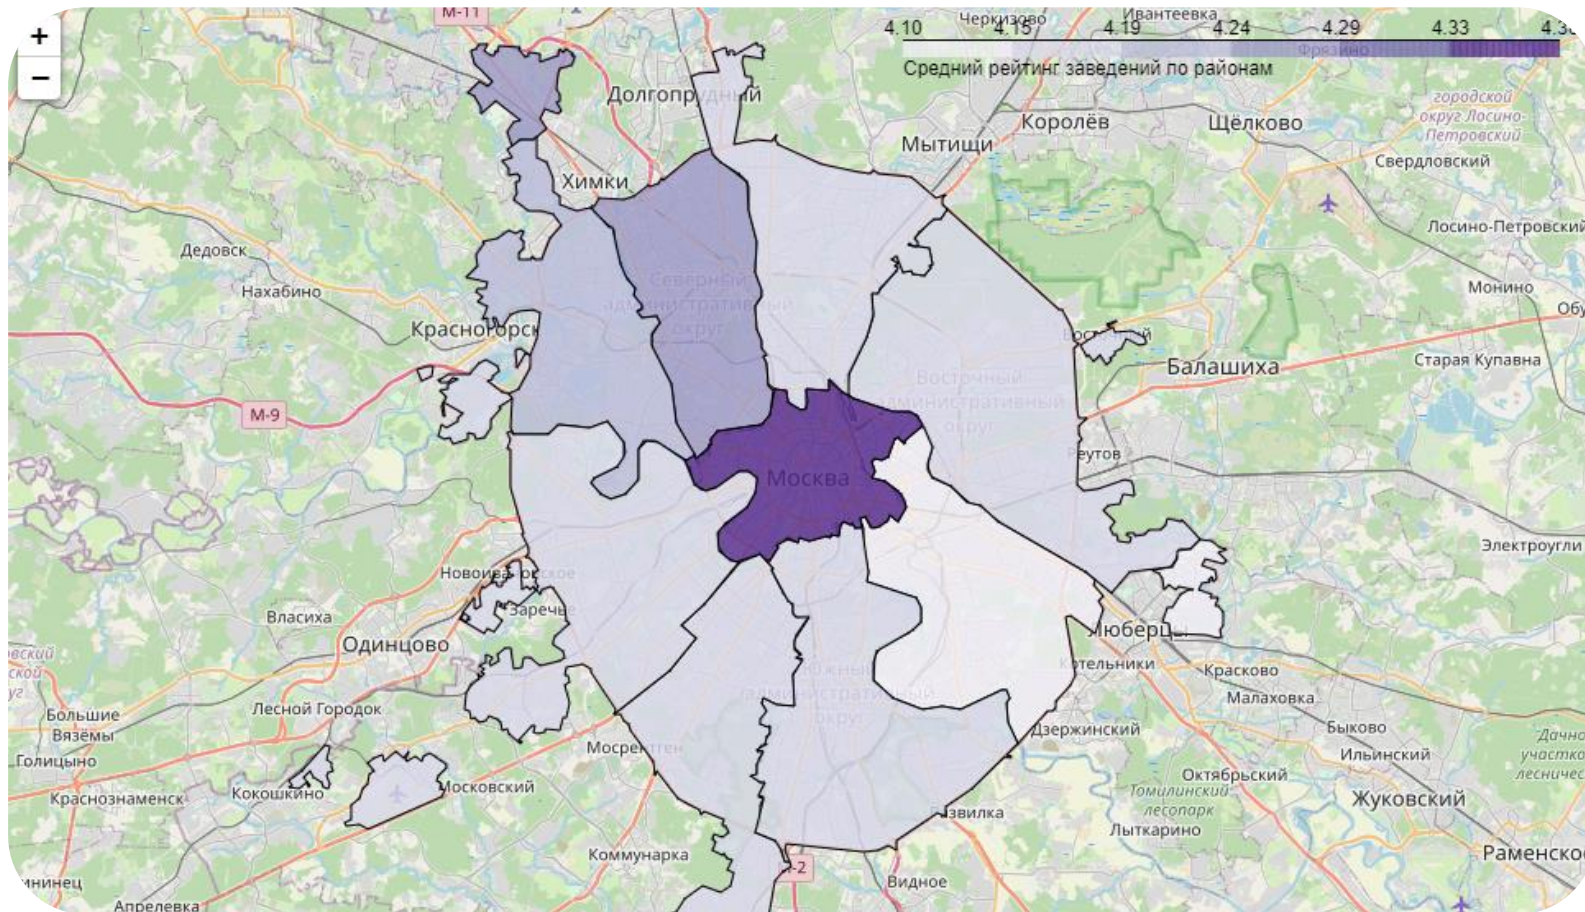 +
−
М-11
Черкизово
Ивантеевка
4.10
4.15
4.19
4.24
4.29
4.33
Фрязино
Средний рейтинг заведений по районам
Долгопрудный
городской
округ Лосино-
Петровский
Королёв
Щёлково
Мытищи
Свердловский
Химки
Лосино-Петровский
Дедовск
Нахабино
Монино
Северный
административный
округ
Красногорск
Балашиха
Старая Купавна
Восточный
административный
округ
М-9
Реутов
Москва
Электроугли
Новоивановское
Заречье
Власиха
Одинцово
Люберцы
Котельники
Красково
Южный
административный
округ
Малаховка
Лесной Городок
Большие
Вязёмы
Быково
Дзержинский
Мосрентген
Ильинский
Голицыно
Октябрьский
Томилинский
лесопарк
Краснознаменск
Кокошкино
Московский
Жуковский
Лыткарино
Коммунарка
Раменско
Видное
Апрелевка